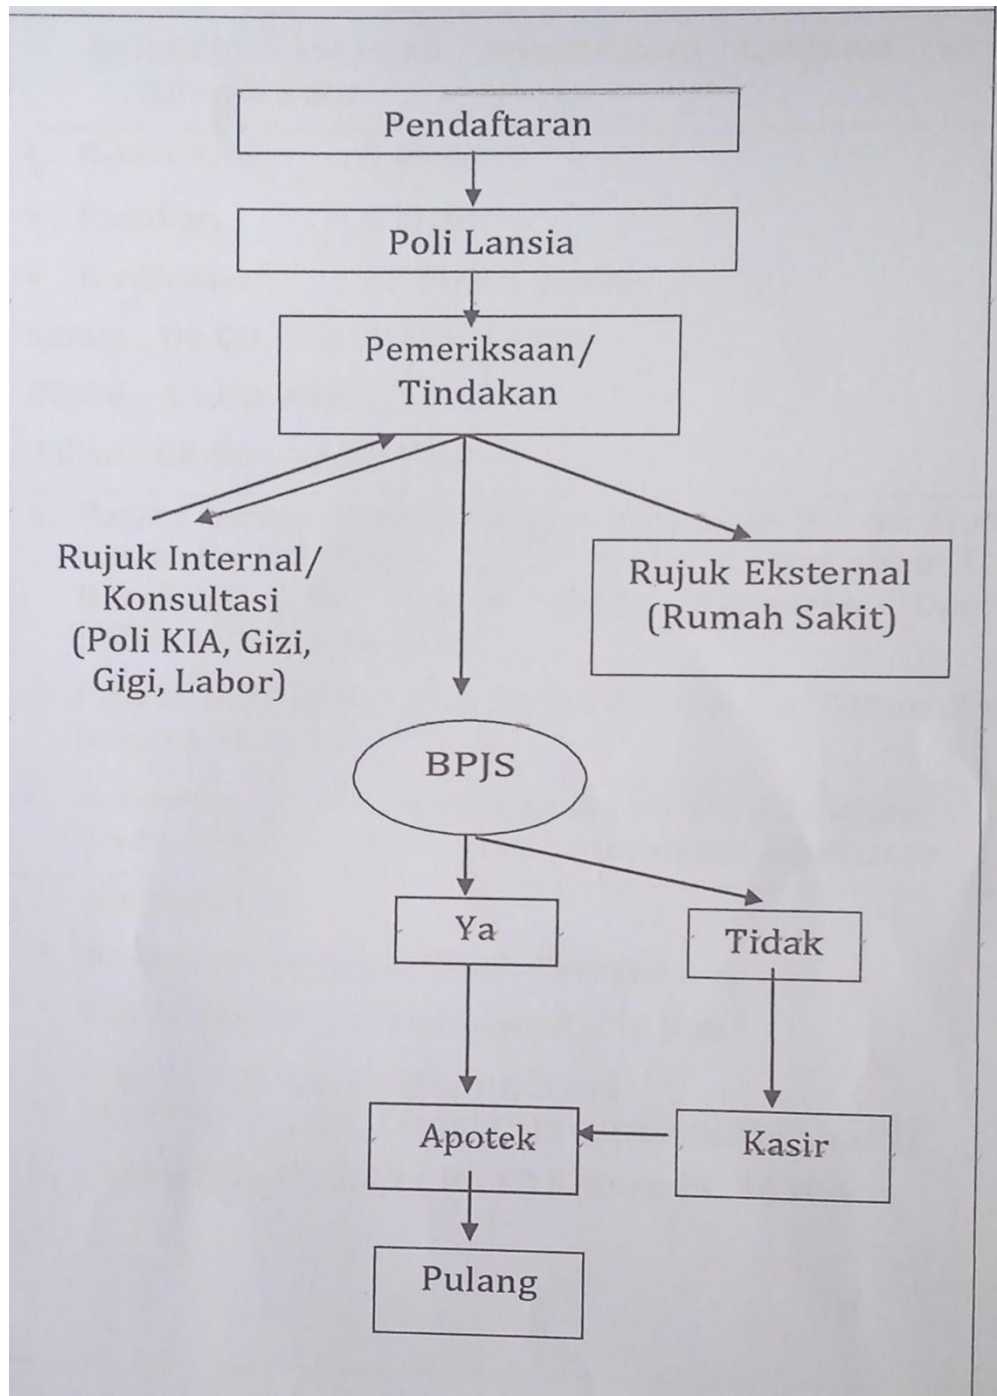 Pendaftaran
Poli Lansia
Pemeriksaan/
Tindakan
Rujuk Internal/
Konsultasi
(Poli KIA, Gizi,
Gigi, Labor)
Rujuk Eksternal
(Rumah Sakit)
BPJS
Ya
Tidak
Apotek
Kasir
Pulang